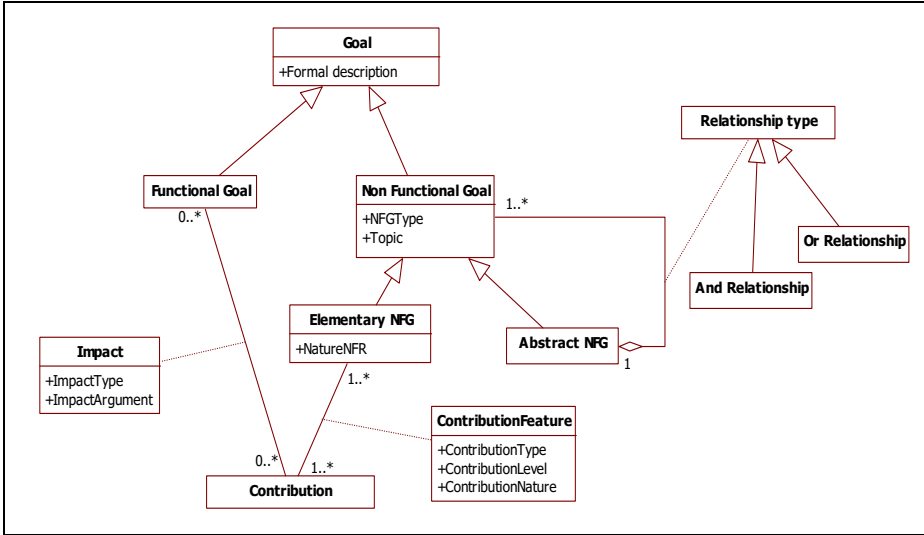 Goal
+Formal description
Relationship type
Functional Goal
0..*
Non Functional Goal
+NFGType
+Topic
1..*
Or Relationship
And Relationship
Elementary NFG
+NatureNFR
1..*
Abstract NFG
1
Impact
+ImpactType
+ImpactArgument
ContributionFeature
+ContributionType
+ContributionLevel
+ContributionNature
0..*
1..*
Contribution